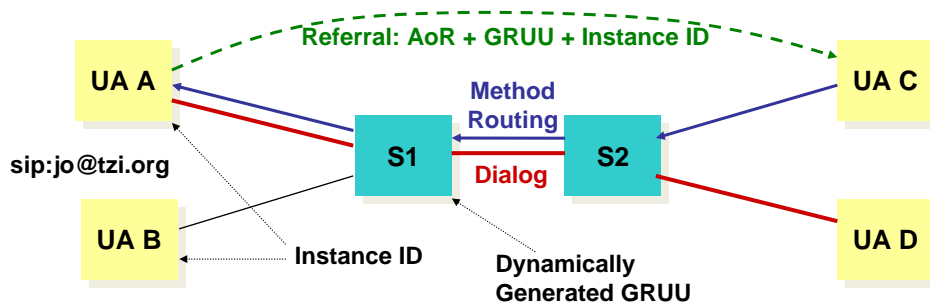 Referral: AoR + GRUU + Instance ID
UA A
UA C
Method
Routing
S1
S2
sip:jo@tzi.org
Dialog
UA B
UA D
Instance ID
Dynamically
Generated GRUU